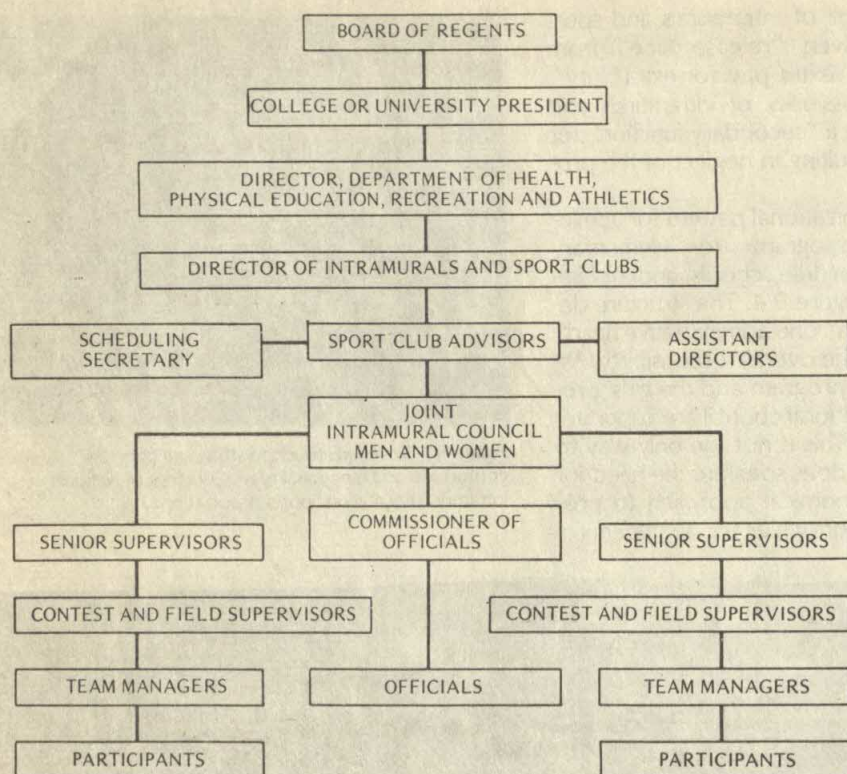 BOARD OF REGENTS
COLLEGE OR UNIVERSITY PRESIDENT
DIRECTOR, DEPARTMENT OF HEALTH,
PHYSICAL EDUCATION, RECREATION AND ATHLETICS
DIRECTOR OF INTRAMURALS AND SPORT CLUBS
SCHEDULING
SECRETARY
SPORT CLUB ADVISORS
ASSISTANT
DIRECTORS
JOINT
INTRAMURAL COUNCIL
MEN AND WOMEN
SENIOR SUPERVISORS
COMMISSIONER OF
OFFICIALS
SENIOR SUPERVISORS
CONTEST AND FIELD SUPERVISORS
CONTEST AND FIELD SUPERVISORS
TEAM MANAGERS
OFFICIALS
TEAM MANAGERS
PARTICIPANTS
PARTICIPANTS